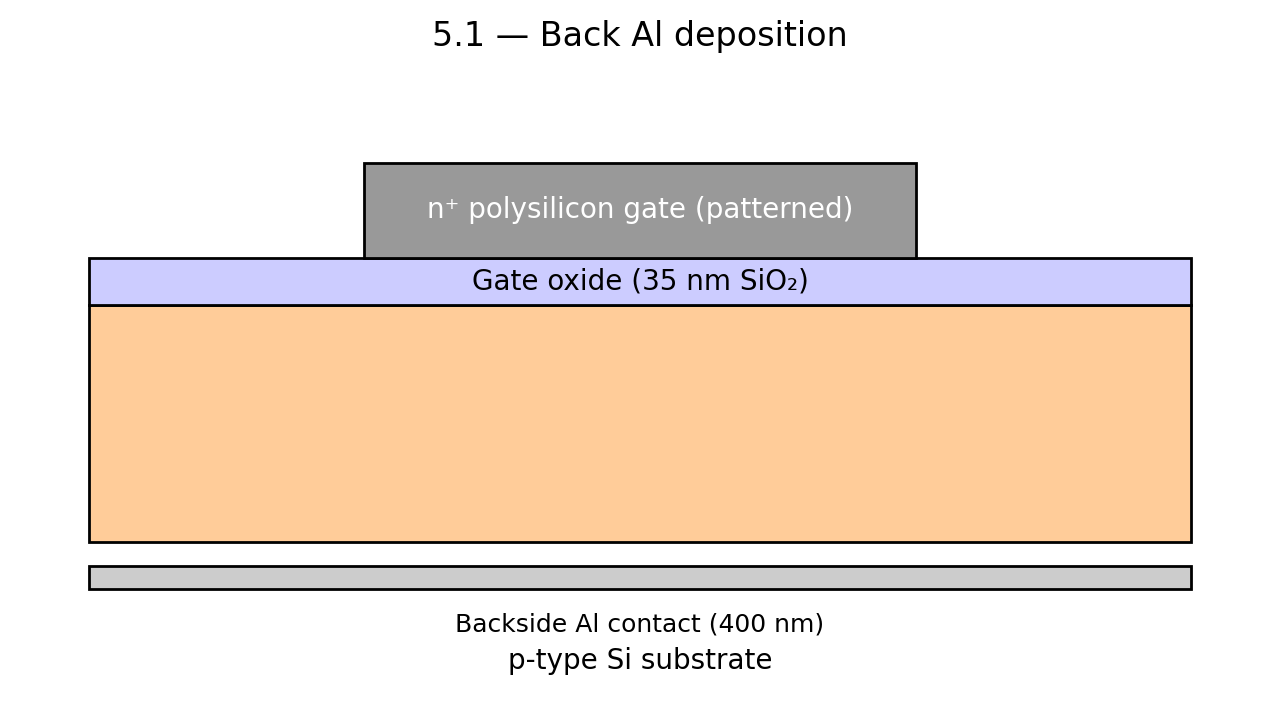 5.1 — Back Al deposition
n⁺ polysilicon gate (patterned)
Gate oxide (35 nm SiO₂)
Backside Al contact (400 nm)
p-type Si substrate